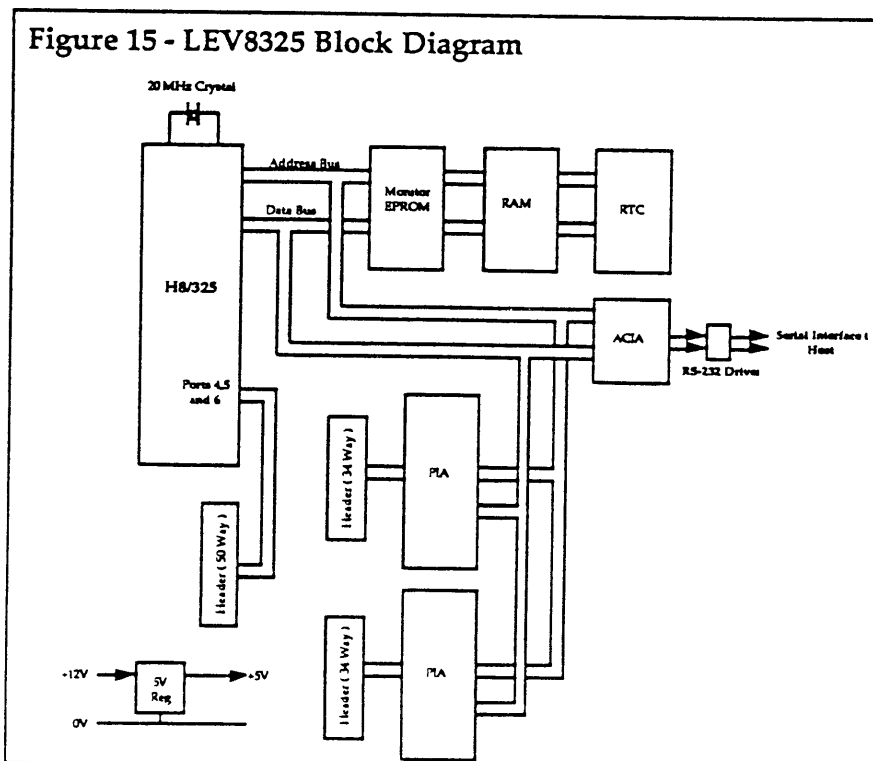 Figure 15 - LEV8325 Block Diagram
20 MHz Crystal
Address Bus
Data Bus
Monitor
EPROM
RAM
RTC
H8/325
Ports 4,5
and 6
ACIA
RS-232 Driver
Serial Interface t
Host
Header ( 34 Way )
PIA
Header ( 50 Way )
Header ( 34 Way )
PIA
+12V
5V
Reg
+5V
0V